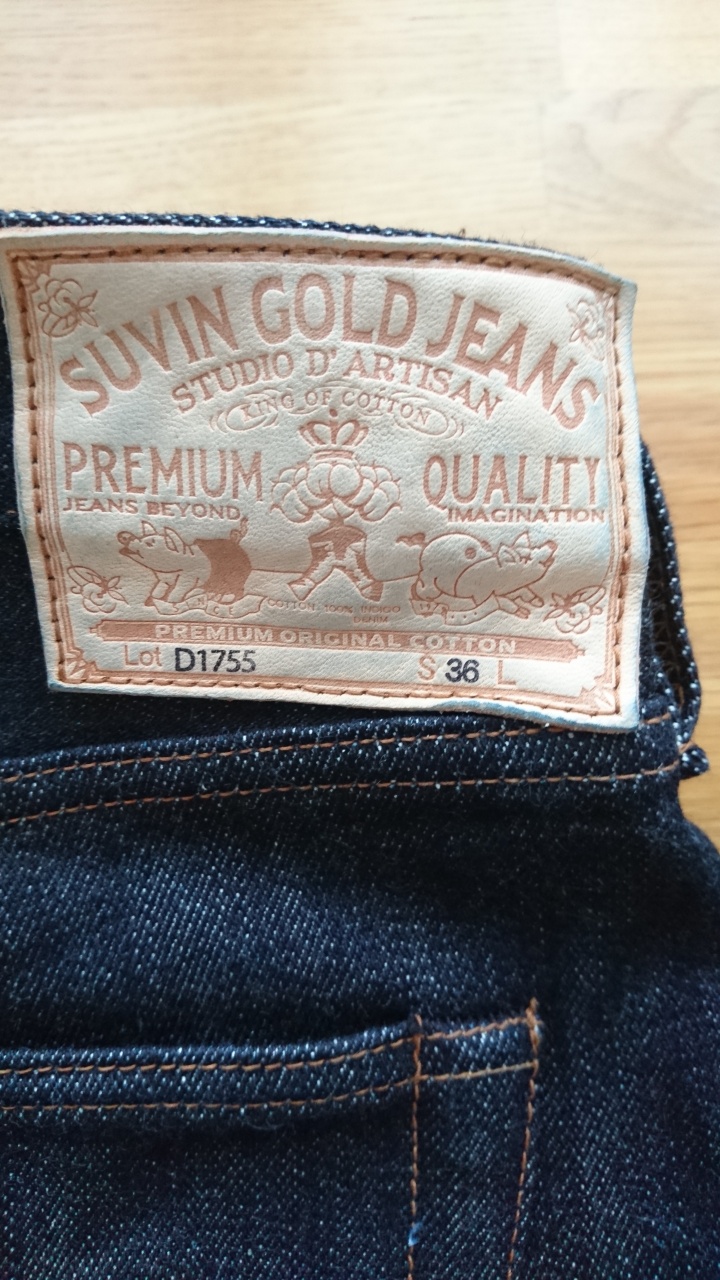 SUVIN GOLD JEANS
STUDIO D' ARTISAN
KING OF COTTON
PREMIUM QUALITY
JEANS BEYOND IMAGINATION
SINCE
COTTON 100% INDIGO
DENIM
PREMIUM ORIGINAL COTTON
Lot D1755 S 36 L